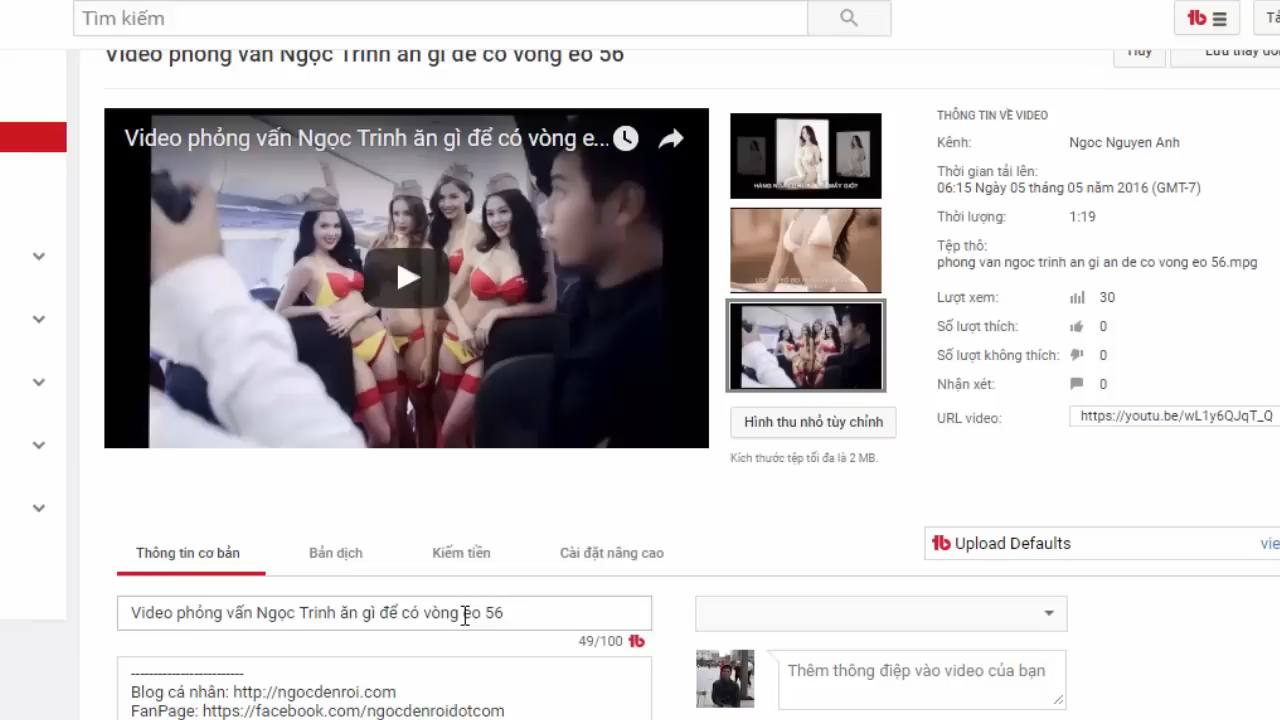 Tìm kiếm
Video phỏng vấn Ngọc Trinh ăn gì để có vòng eo 56
Hủy
Lưu thay đổi
Video phỏng vấn Ngọc Trinh ăn gì để có vòng e...
THÔNG TIN VỀ VIDEO
Kênh: Ngoc Nguyen Anh
Thời gian tải lên:
06:15 Ngày 05 tháng 05 năm 2016 (GMT-7)
Thời lượng: 1:19
Tệp thô:
phong van ngoc trinh an gi an de co vong eo 56.mpg
Lượt xem: 30
Số lượt thích: 0
Số lượt không thích: 0
Nhận xét: 0
URL video: https://youtu.be/wL1y6QJqT_Q
Hình thu nhỏ tùy chỉnh
Kích thước tệp tối đa là 2 MB.
Thông tin cơ bản
Bản dịch
Kiếm tiền
Cài đặt nâng cao
Upload Defaults
vie
Video phỏng vấn Ngọc Trinh ăn gì để có vòng eo 56
49/100
-------------------------
Blog cá nhân: http://ngocdenroi.com
FanPage: https://facebook.com/ngocdenroidotcom
Thêm thông điệp vào video của bạn